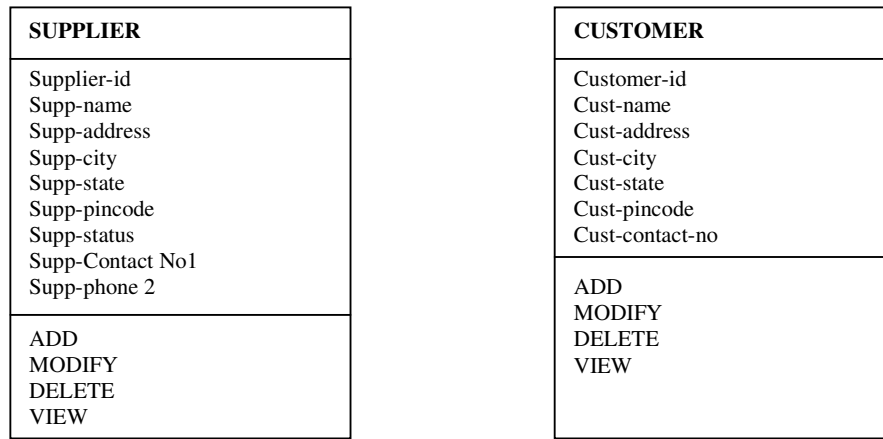 SUPPLIER
Supplier-id
Supp-name
Supp-address
Supp-city
Supp-state
Supp-pincode
Supp-status
Supp-Contact No1
Supp-phone 2
ADD
MODIFY
DELETE
VIEW
CUSTOMER
Customer-id
Cust-name
Cust-address
Cust-city
Cust-state
Cust-pincode
Cust-contact-no
ADD
MODIFY
DELETE
VIEW